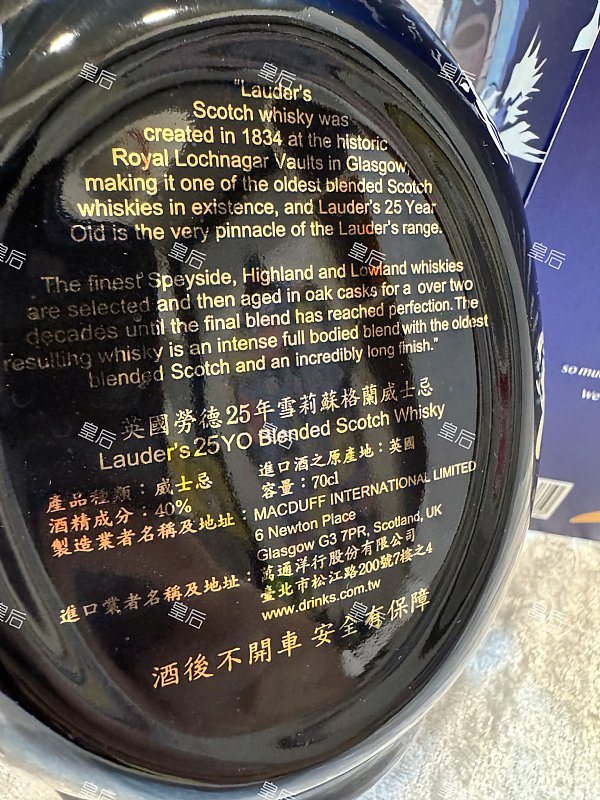 "Lauder's
Scotch whisky was
created in 1834 at the historic
Royal Lochnagar Vaults in Glasgow,
making it one of the oldest blended Scotch
whiskies in existence, and Lauder's 25 Year
Old is the very pinnacle of the Lauder's range.
The finest Speyside, Highland and Lowland whiskies
are selected and then aged in oak casks for a over two
decades until the final blend has reached perfection. The
resulting whisky is an intense full bodied blend with the oldest
blended Scotch and an incredibly long finish."
英國勞德25年雪莉蘇格蘭威士忌
Lauder's 25YO Blended Scotch Whisky
產品種類：威士忌
進口酒之原產地：英國
酒精成分：40%
容量：70cl
製造業者名稱及地址：MACDUFF INTERNATIONAL LIMITED
6 Newton Place
Glasgow G3 7PR, Scotland, UK
進口業者名稱及地址：萬通洋行股份有限公司
臺北市松江路200號7樓之4
www.drinks.com.tw
酒後不開車 安全有保障
so mu
We
皇后